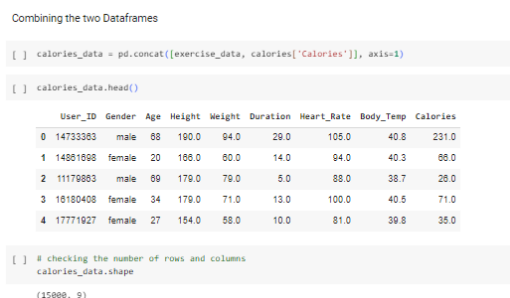 Combining the two Dataframes
[ ] calories_data = pd.concat([exercise_data, calories['Calories']], axis=1)
[ ] calories_data.head()
User_ID Gender Age Height Weight Duration Heart_Rate Body_Temp Calories
0 14733363 male 68 190.0 94.0 29.0 105.0 40.8 231.0
1 14861698 female 20 166.0 60.0 14.0 94.0 40.3 66.0
2 11179863 male 69 179.0 79.0 5.0 88.0 38.7 26.0
3 16180408 female 34 179.0 71.0 13.0 100.0 40.5 71.0
4 17771927 female 27 154.0 58.0 10.0 81.0 39.8 35.0
[ ] # checking the number of rows and columns
calories_data.shape
(15000, 9)